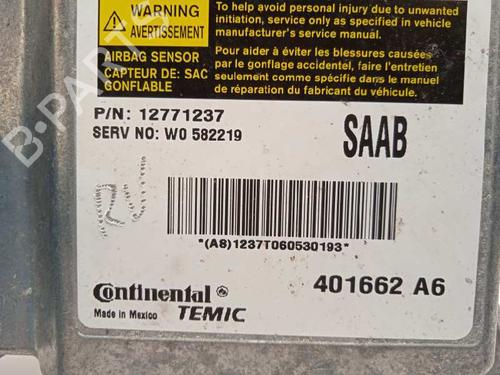 WARNING
AVERTISSEMENT
AIRBAG SENSOR
CAPTEUR DE: SAC
GONFLABLE
To help avoid personal injury due to unwanted
initiation, service only as specified in vehicle
manufacturer's service manual.
Pour aider à éviter les blessures causées
par le gonflage accidentel, faire l'entretien
seulement comme spécifié dans le manuel
de réparation du fabricant du véhicule.
P/N: 12771237
SERV NO: WO 582219
SAAB
*(A8)1237T060530193*
Continental
TEMIC
Made in Mexico
401662 A6
B-PARTS